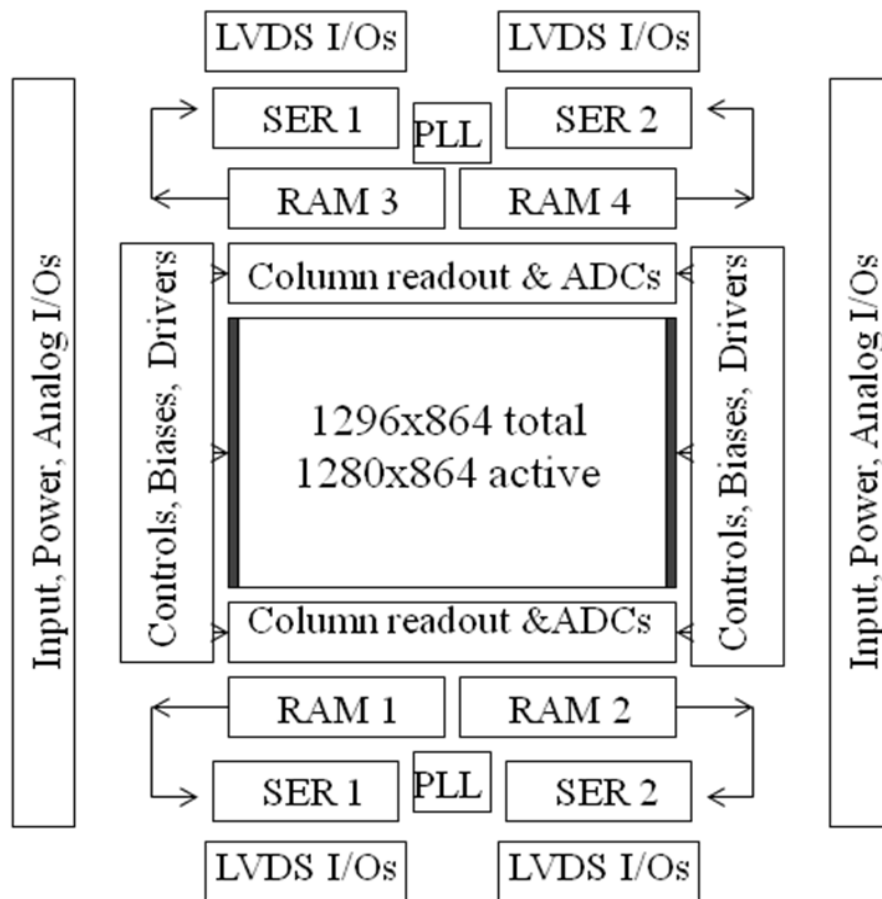 LVDS I/Os
LVDS I/Os
SER 1
PLL
SER 2
RAM 3
RAM 4
Input, Power, Analog I/Os
Controls, Biases, Drivers
Column readout & ADCs
Controls, Biases, Drivers
Input, Power, Analog I/Os
1296x864 total
1280x864 active
Column readout &ADCs
RAM 1
RAM 2
SER 1
PLL
SER 2
LVDS I/Os
LVDS I/Os